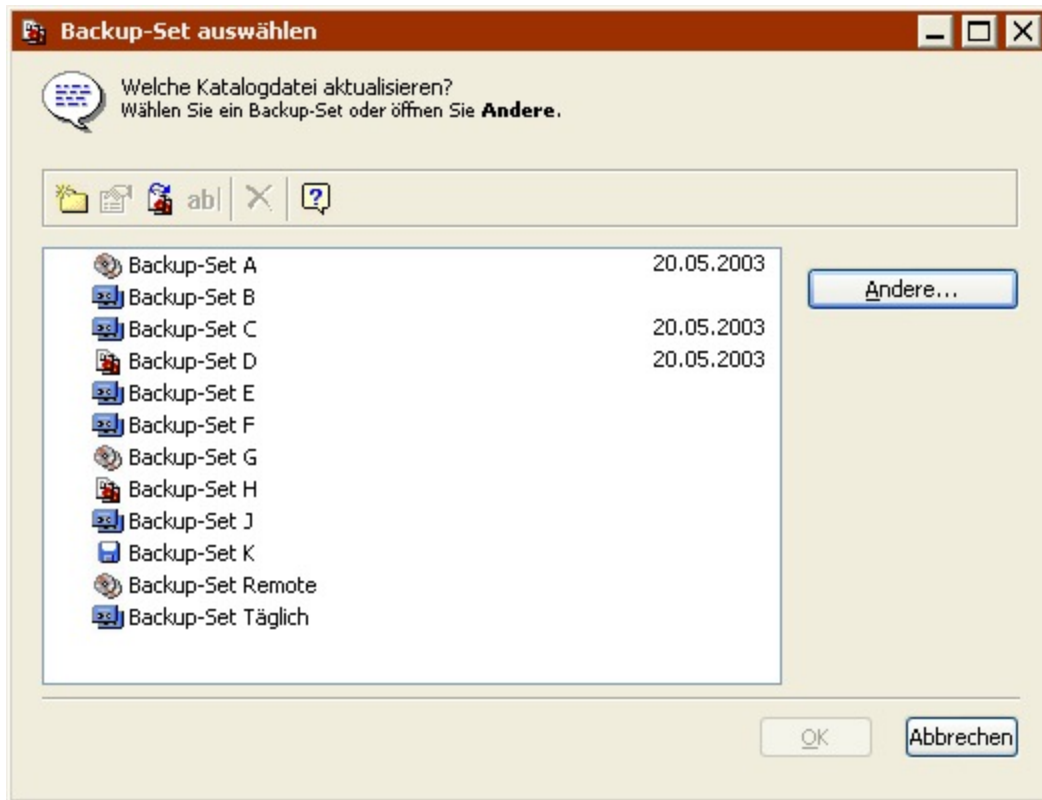 Backup-Set auswählen
Welche Katalogdatei aktualisieren?
Wählen Sie ein Backup-Set oder öffnen Sie Andere.
ab|
Backup-Set A 20.05.2003
Backup-Set B
Backup-Set C 20.05.2003
Backup-Set D 20.05.2003
Backup-Set E
Backup-Set F
Backup-Set G
Backup-Set H
Backup-Set J
Backup-Set K
Backup-Set Remote
Backup-Set Täglich
Andere...
OK
Abbrechen